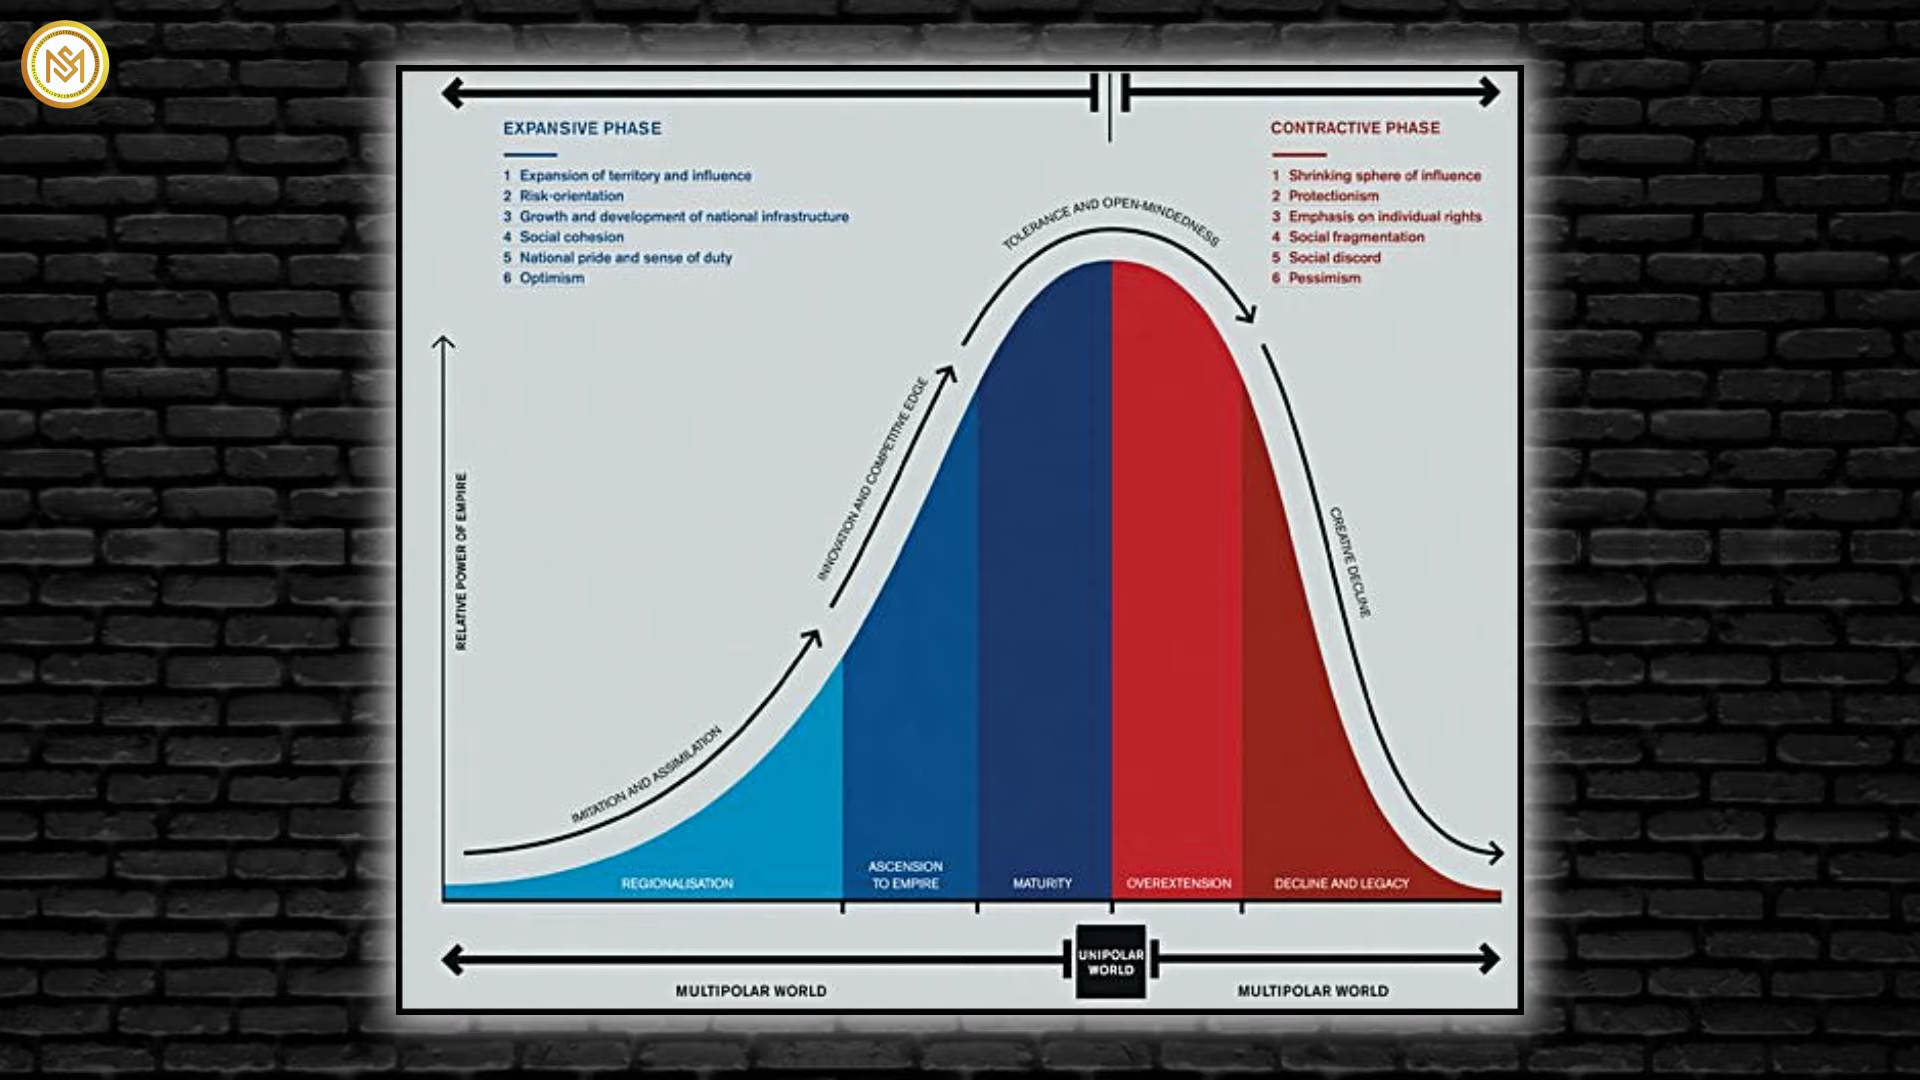 EXPANSIVE PHASE
1 Expansion of territory and influence
2 Risk-orientation
3 Growth and development of national infrastructure
4 Social cohesion
5 National pride and sense of duty
6 Optimism
CONTRACTIVE PHASE
1 Shrinking sphere of influence
2 Protectionism
3 Emphasis on individual rights
4 Social fragmentation
5 Social discord
6 Pessimism
TOLERANCE AND OPEN-MINDEDNESS
INNOVATION AND COMPETITIVE EDGE
RELATIVE POWER OF EMPIRE
CREATIVE DECLINE
IMITATION AND ASSIMILATION
REGIONALISATION
ASCENSION
TO EMPIRE
MATURITY
OVEREXTENSION
DECLINE AND LEGACY
UNIPOLAR
WORLD
MULTIPOLAR WORLD
MULTIPOLAR WORLD